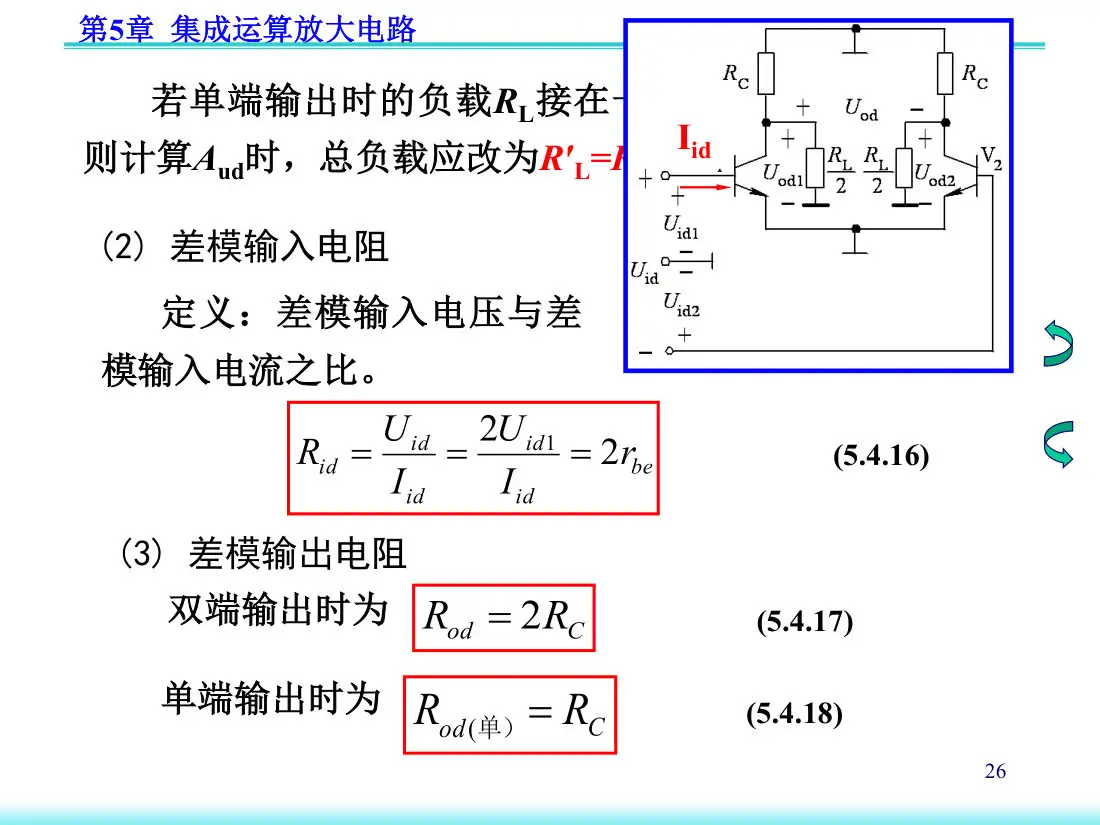 第5章 集成运算放大电路
若单端输出时的负载RL接在
则计算Aud时，总负载应改为R'L=
RC
RC
Uod
+
−
Iid
+
−
Uod1
RL/2
RL/2
Uod2
V2
+
+
−
−
+
Uid1
−
Uid
−
Uid2
+
−
(2) 差模输入电阻
定义：差模输入电压与差
模输入电流之比。
Rid = Uid/Iid = 2Uid1/Iid = 2rbe
(5.4.16)
(3) 差模输出电阻
双端输出时为 Rod = 2RC (5.4.17)
单端输出时为 Rod(单） = RC (5.4.18)
26